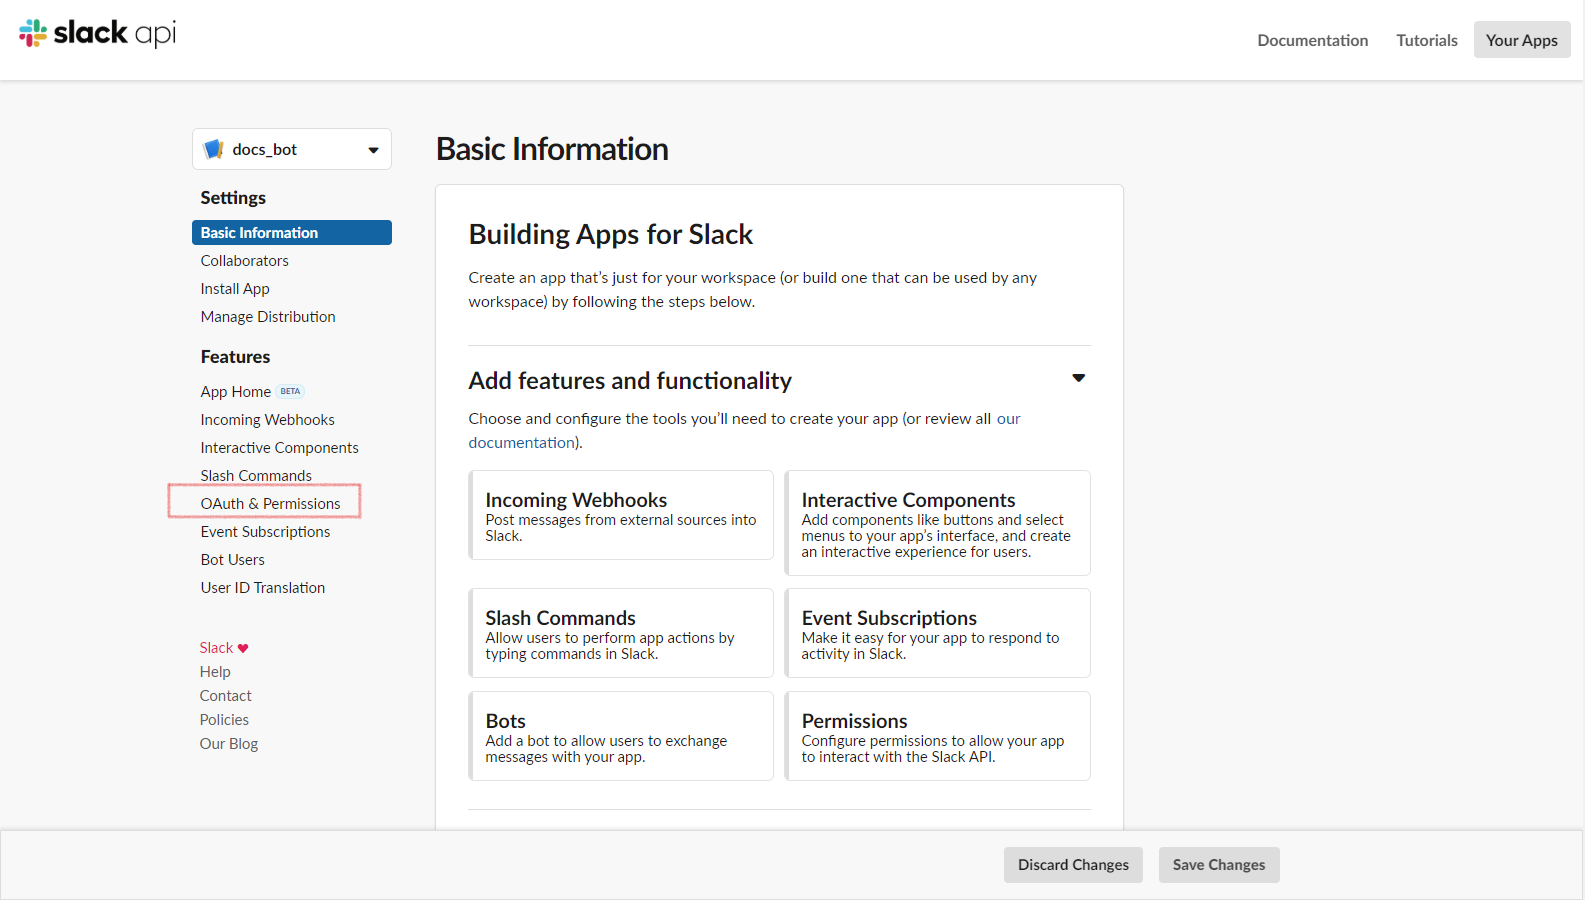 slack api
Documentation
Tutorials
Your Apps
docs_bot
Settings
Basic Information
Collaborators
Install App
Manage Distribution
Features
App Home BETA
Incoming Webhooks
Interactive Components
Slash Commands
OAuth & Permissions
Event Subscriptions
Bot Users
User ID Translation
Slack
Help
Contact
Policies
Our Blog
Basic Information
Building Apps for Slack
Create an app that’s just for your workspace (or build one that can be used by any
workspace) by following the steps below.
Add features and functionality
Choose and configure the tools you’ll need to create your app (or review all our
documentation).
Incoming Webhooks
Post messages from external sources into
Slack.
Interactive Components
Add components like buttons and select
menus to your app’s interface, and create
an interactive experience for users.
Slash Commands
Allow users to perform app actions by
typing commands in Slack.
Event Subscriptions
Make it easy for your app to respond to
activity in Slack.
Bots
Add a bot to allow users to exchange
messages with your app.
Permissions
Configure permissions to allow your app
to interact with the Slack API.
Discard Changes
Save Changes